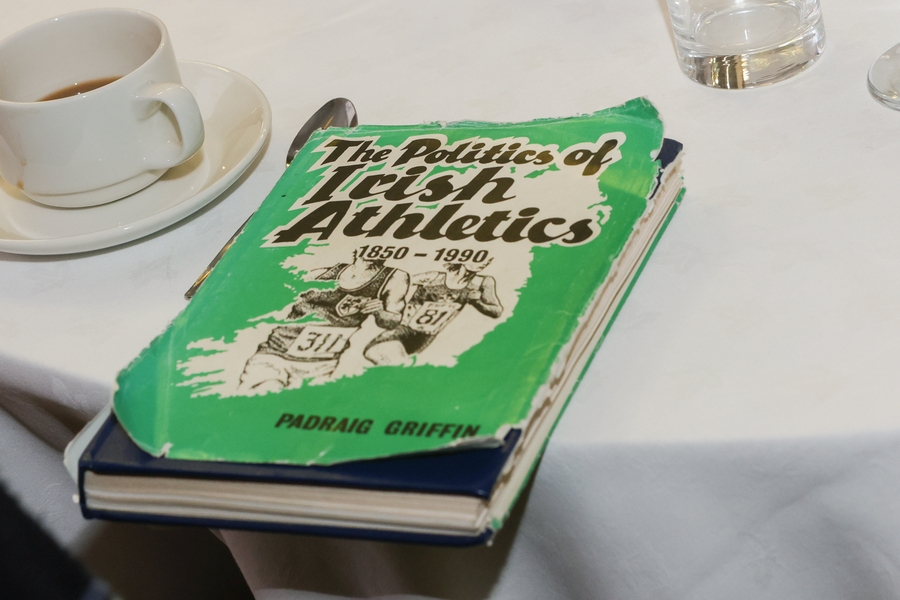 The Politics of
Irish
Athletics
1850 – 1990
81
311
PADRAIG GRIFFIN